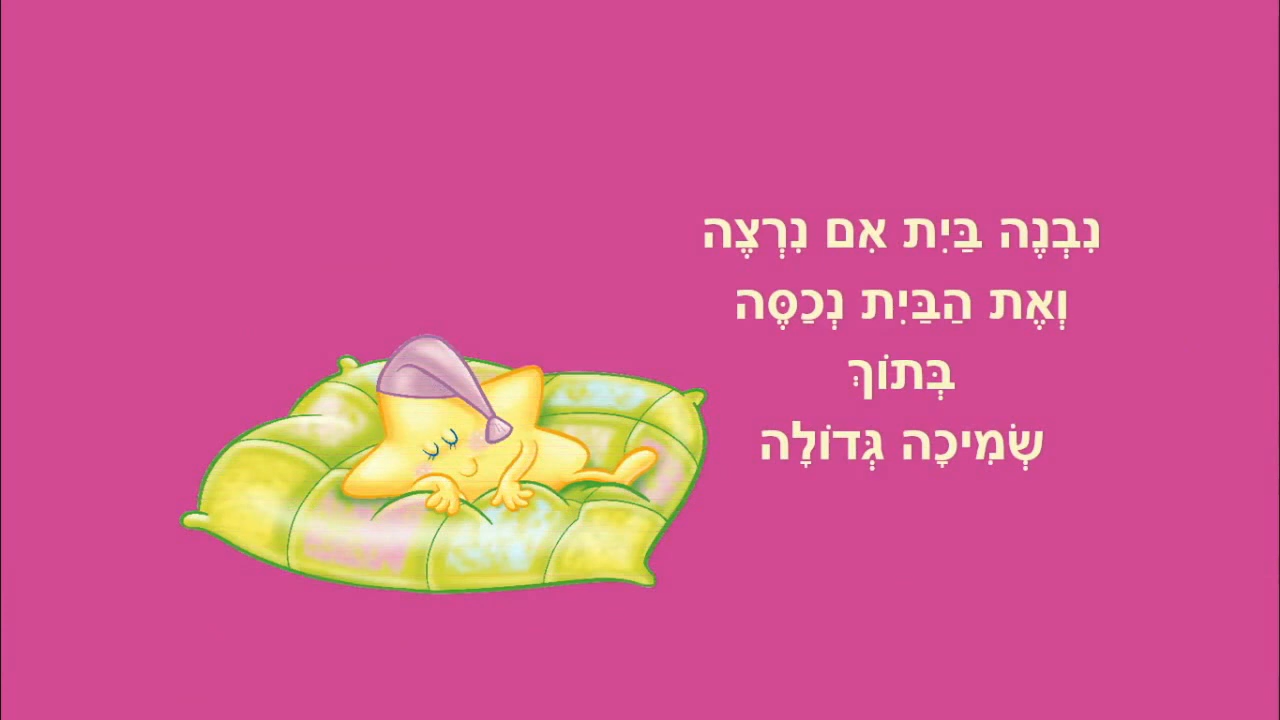 נִבְנֶה בַּיִת אִם נִרְצֶה
וְאֶת הַבַּיִת נְכַסֶּה
בְּתוֹךְ
שְׂמִיכָה גְּדוֹלָה